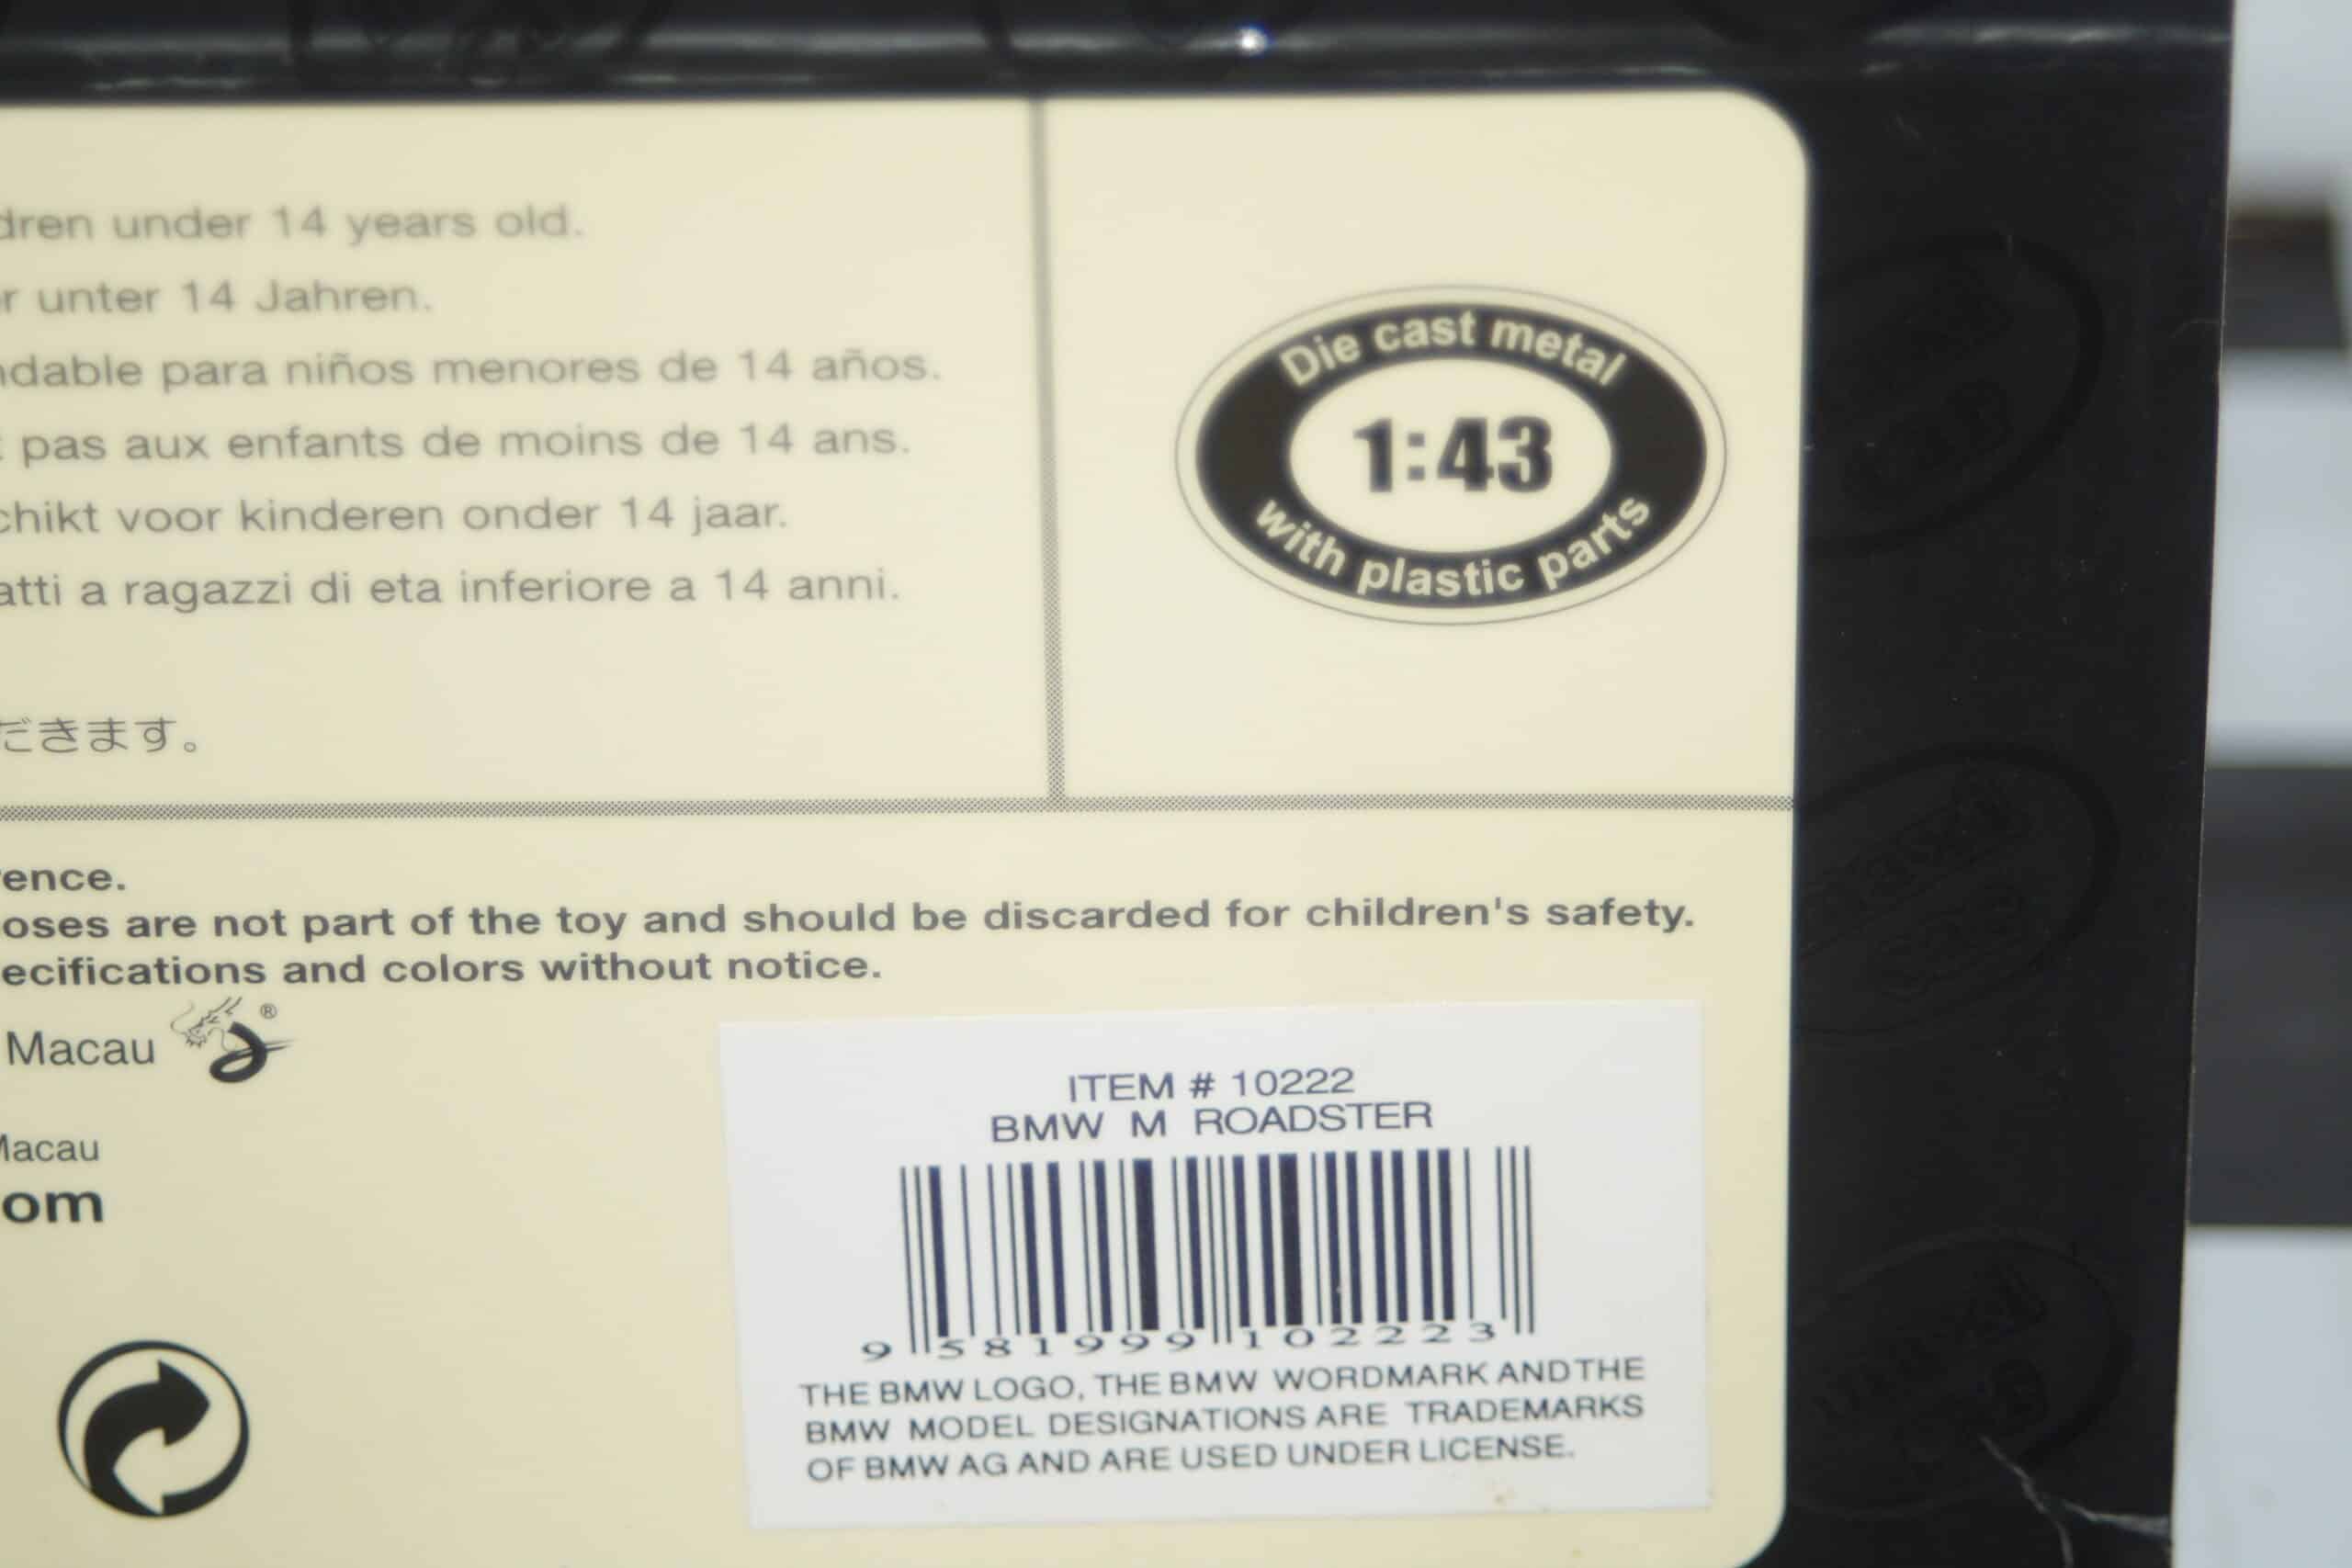 dren under 14 years old.
r unter 14 Jahren.
ndable para niños menores de 14 años.
t pas aux enfants de moins de 14 ans.
chikt voor kinderen onder 14 jaar.
atti a ragazzi di eta inferiore a 14 anni.
だきます。
Die cast metal
1:43
with plastic parts
rence.
oses are not part of the toy and should be discarded for children's safety.
ecifications and colors without notice.
Macau ®
Macau
om
ITEM # 10222
BMW M ROADSTER
9 581999 102223
THE BMW LOGO, THE BMW WORDMARK AND THE
BMW MODEL DESIGNATIONS ARE TRADEMARKS
OF BMW AG AND ARE USED UNDER LICENSE.